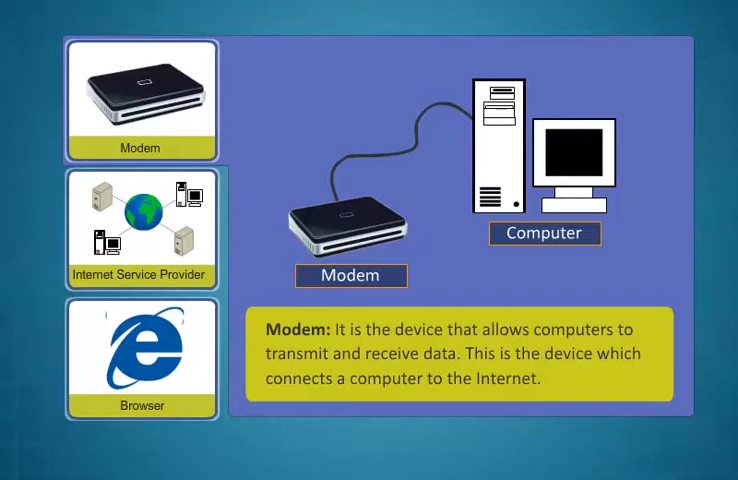 Modem
Internet Service Provider
Browser
Computer
Modem
Modem: It is the device that allows computers to
transmit and receive data. This is the device which
connects a computer to the Internet.